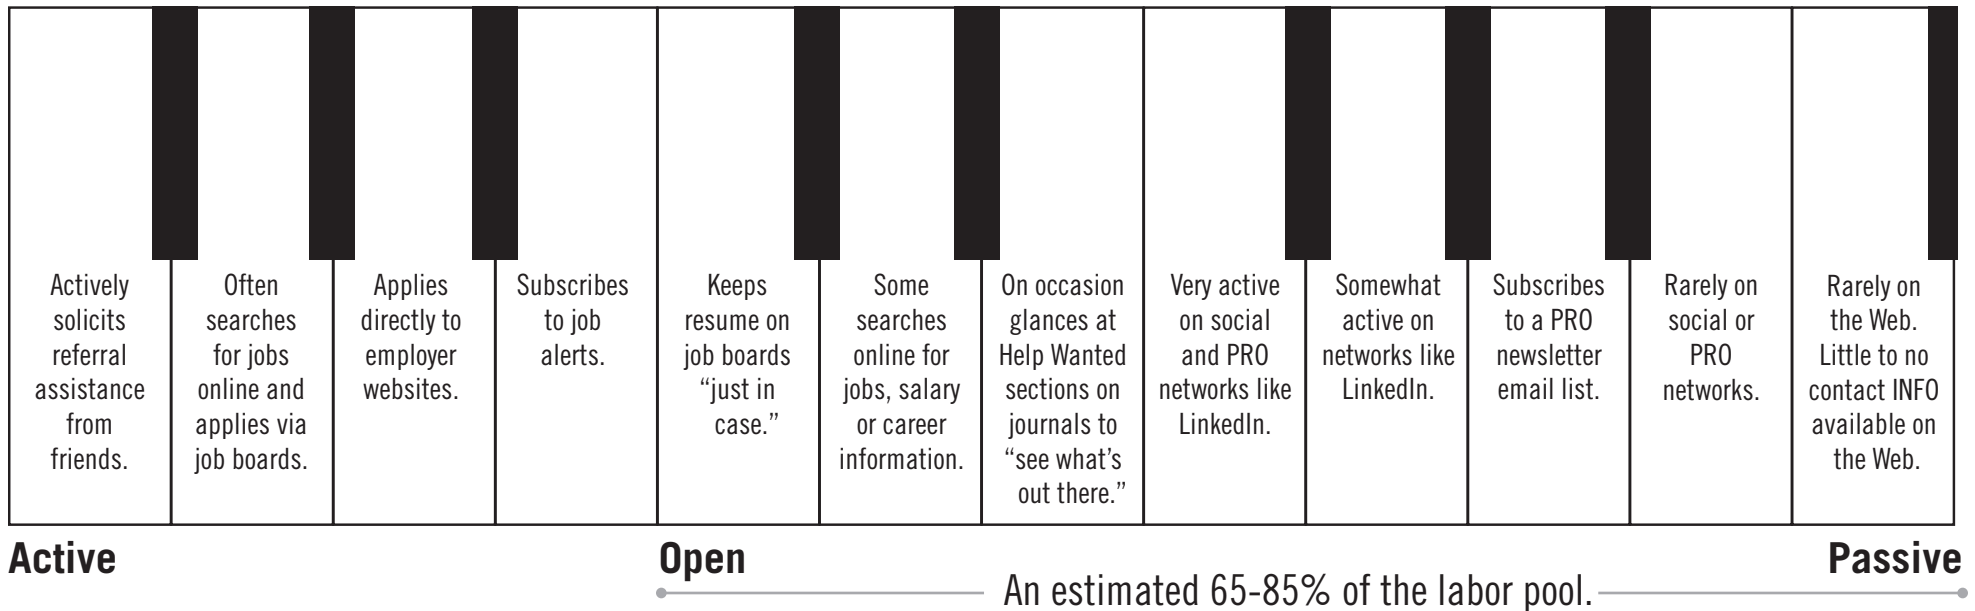 Actively
solicits
referral
assistance
from
friends.
Often
searches
for jobs
online and
applies via
job boards.
Applies
directly to
employer
websites.
Subscribes
to job
alerts.
Keeps
resume on
job boards
“just in
case.”
Some
searches
online for
jobs, salary
or career
information.
On occasion
glances at
Help Wanted
sections on
journals to
“see what’s
out there.”
Very active
on social
and PRO
networks like
LinkedIn.
Somewhat
active on
networks like
LinkedIn.
Subscribes
to a PRO
newsletter
email list.
Rarely on
social or
PRO
networks.
Rarely on
the Web.
Little to no
contact INFO
available on
the Web.
Active
Open
Passive
An estimated 65-85% of the labor pool.